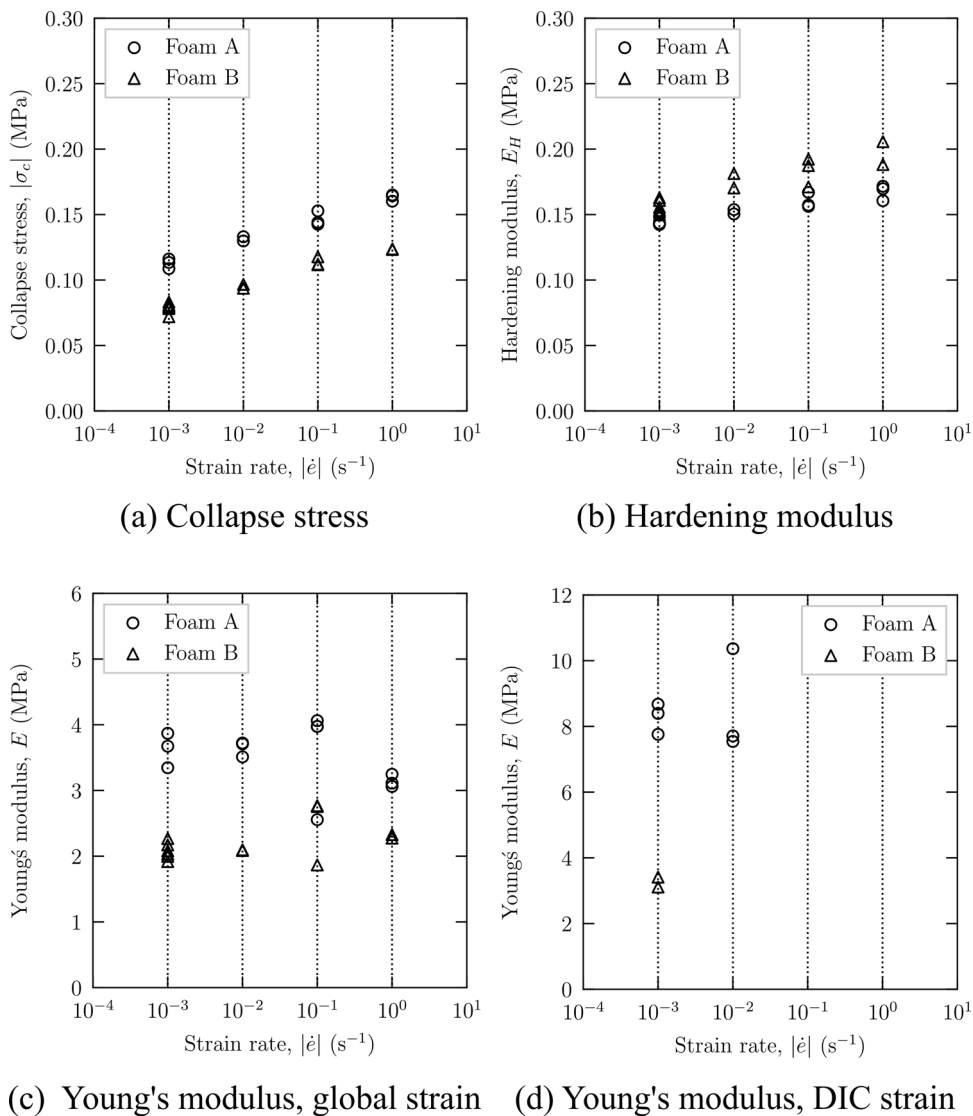 0.30
0.25
0.20
0.15
0.10
0.05
0.00
Collapse stress, |σ_c| (MPa)
Foam A
Foam B
10⁻⁴ 10⁻³ 10⁻² 10⁻¹ 10⁰ 10¹
Strain rate, |ė| (s⁻¹)
(a) Collapse stress
0.30
0.25
0.20
0.15
0.10
0.05
0.00
Hardening modulus, E_H (MPa)
Foam A
Foam B
10⁻⁴ 10⁻³ 10⁻² 10⁻¹ 10⁰ 10¹
Strain rate, |ė| (s⁻¹)
(b) Hardening modulus
6
5
4
3
2
1
0
Youngś modulus, E (MPa)
Foam A
Foam B
10⁻⁴ 10⁻³ 10⁻² 10⁻¹ 10⁰ 10¹
Strain rate, |ė| (s⁻¹)
(c) Young's modulus, global strain
12
10
8
6
4
2
0
Youngś modulus, E (MPa)
Foam A
Foam B
10⁻⁴ 10⁻³ 10⁻² 10⁻¹ 10⁰ 10¹
Strain rate, |ė| (s⁻¹)
(d) Young's modulus, DIC strain